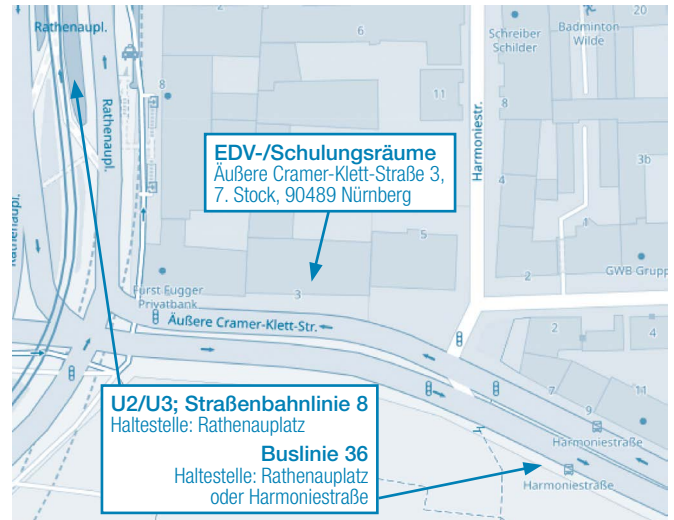 Rathenaupl.
6
Schreiber
Schilder
Badminton
Wilde
20
8
Rathenaupl.
11
8
Harmoniestr.
EDV-/Schulungsräume
Äußere Cramer-Klett-Straße 3,
7. Stock, 90489 Nürnberg
3b
4
1
Rathenaupl.
5
GWB Grupp
2
Fürst Fugger
Privatbank
3
Äußere Cramer-Klett-Str.
2
4
U2/U3; Straßenbahnlinie 8
Haltestelle: Rathenauplatz
7
11
9
Buslinie 36
Haltestelle: Rathenauplatz
oder Harmoniestraße
Harmoniestraße
Harmoniestraße